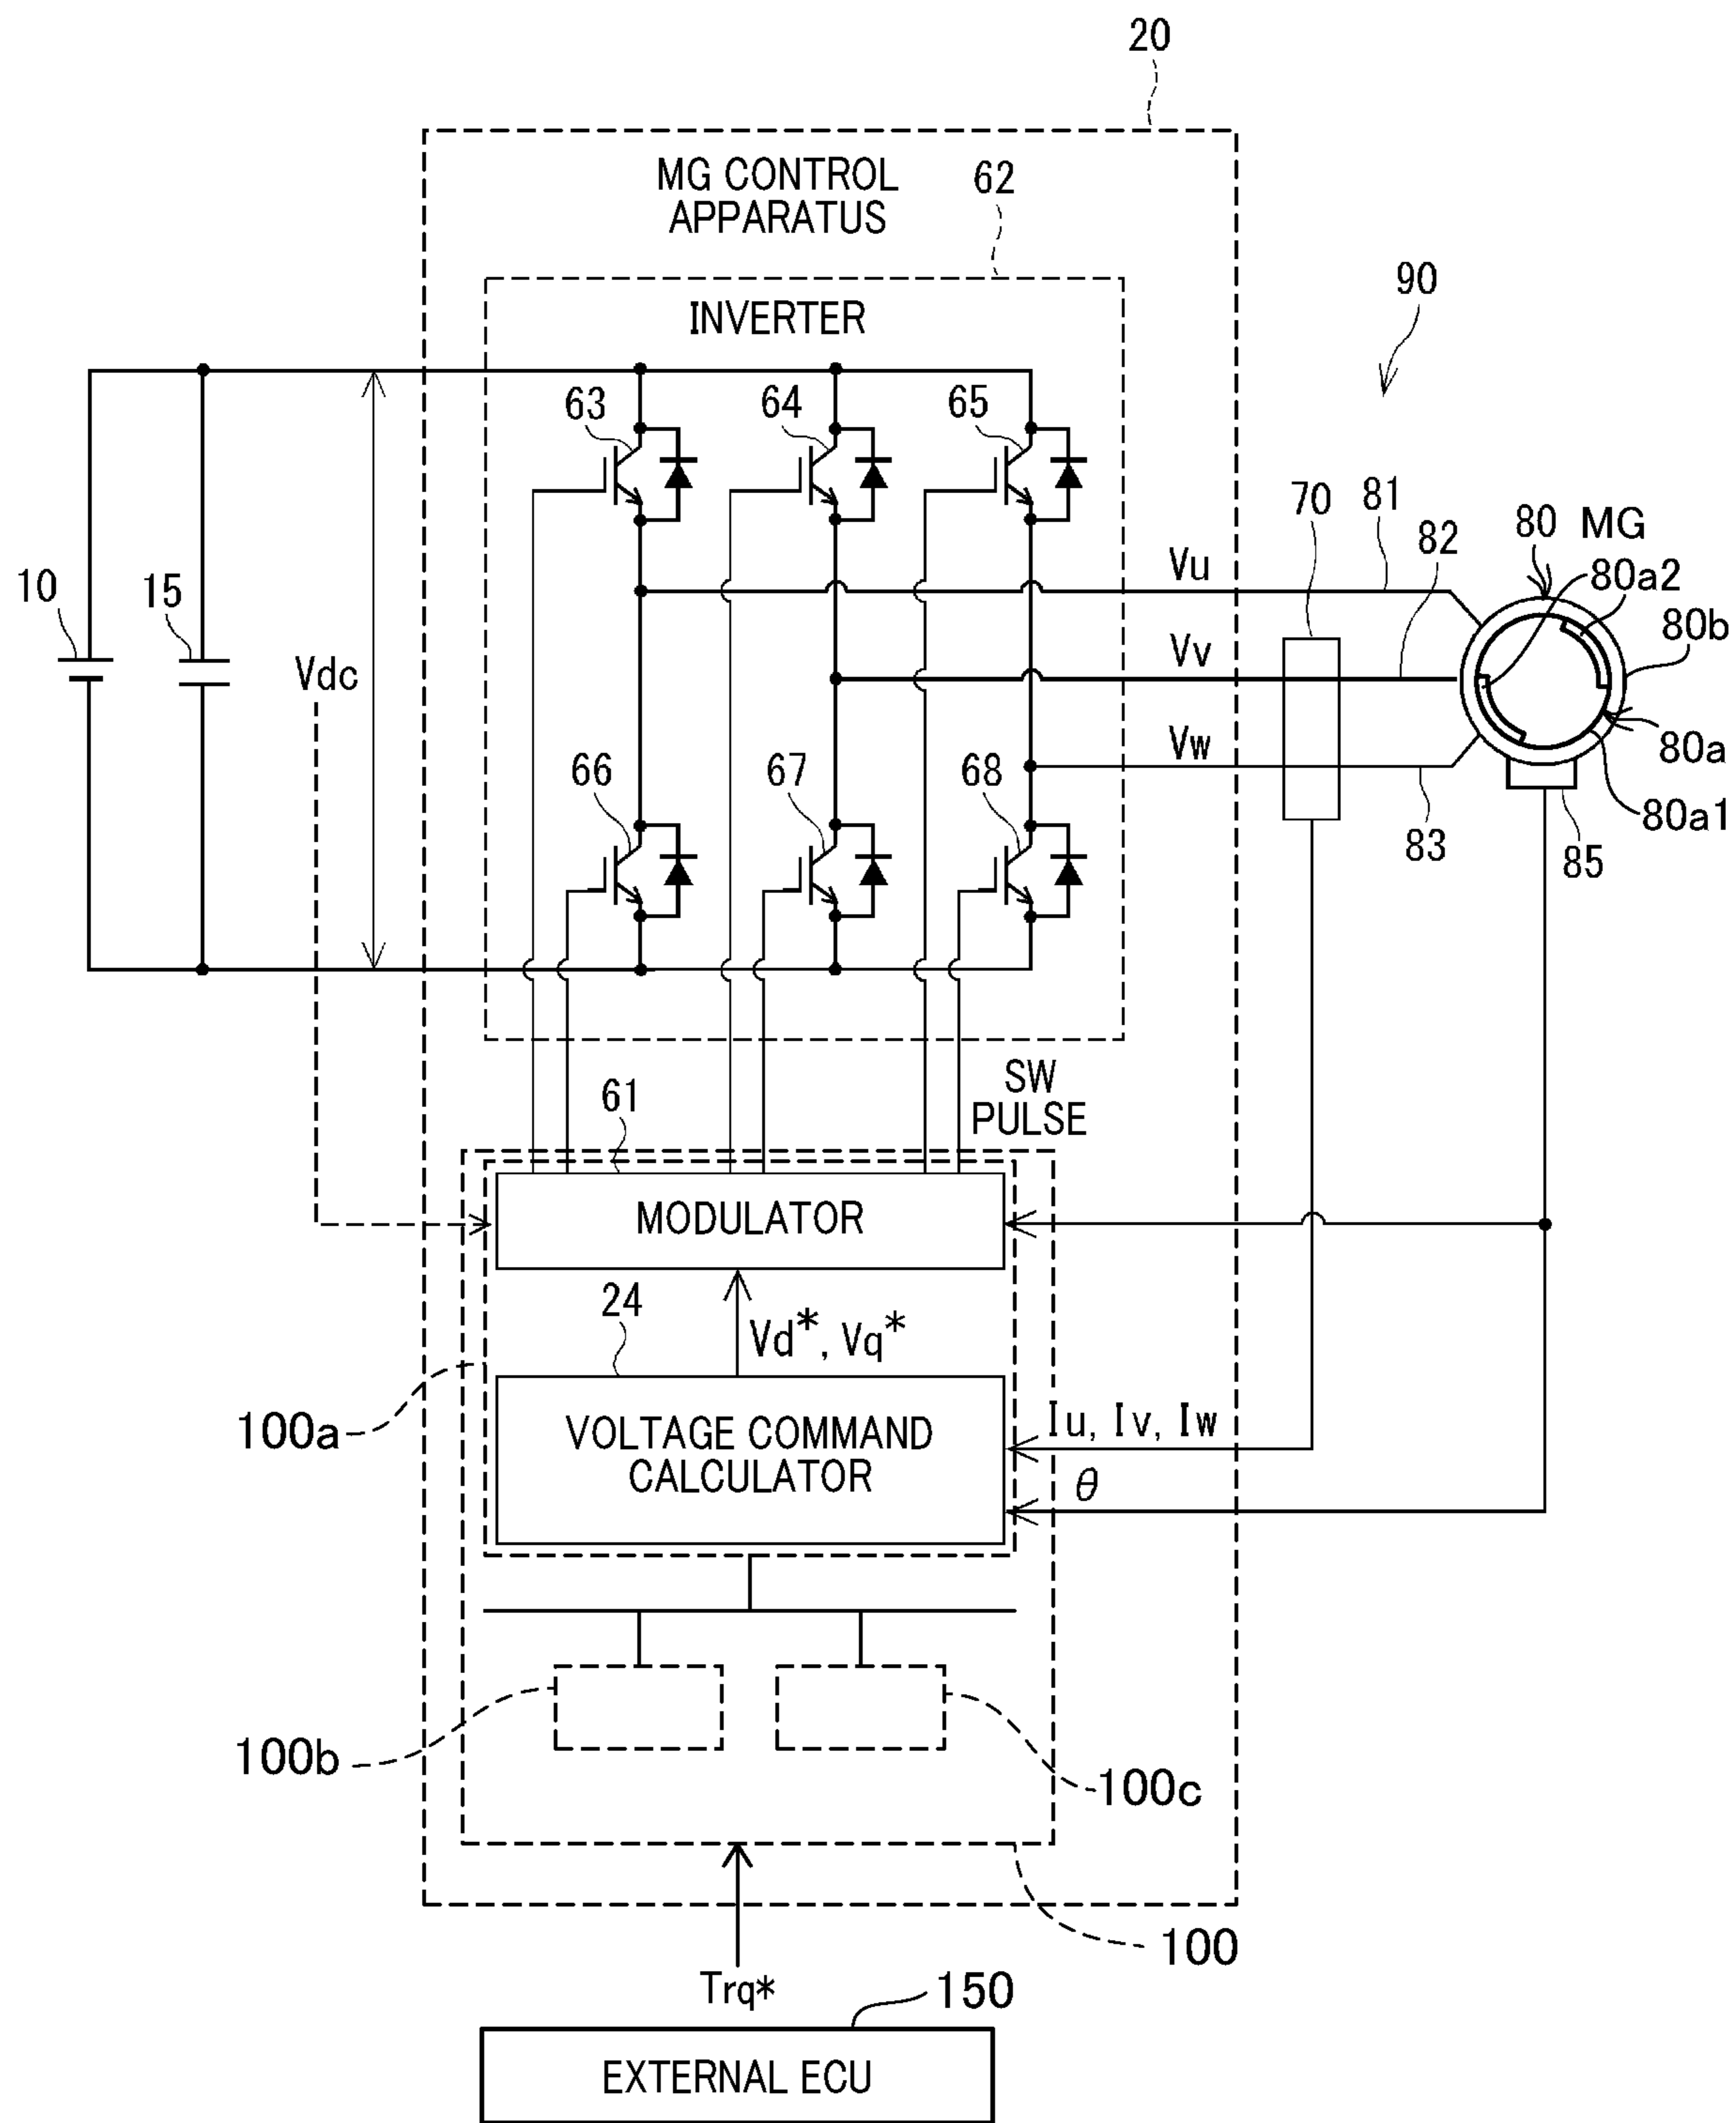 20
MG CONTROL
APPARATUS
62
INVERTER
90
63
64
65
10
15
Vdc
70
81
82
80 MG
80a2
80b
80a
80a1
85
83
Vu
Vv
Vw
66
67
68
SW
PULSE
61
MODULATOR
24
Vd*, Vq*
100a
VOLTAGE COMMAND
CALCULATOR
Iu, Iv, Iw
θ
100b
100c
100
Trq*
150
EXTERNAL ECU